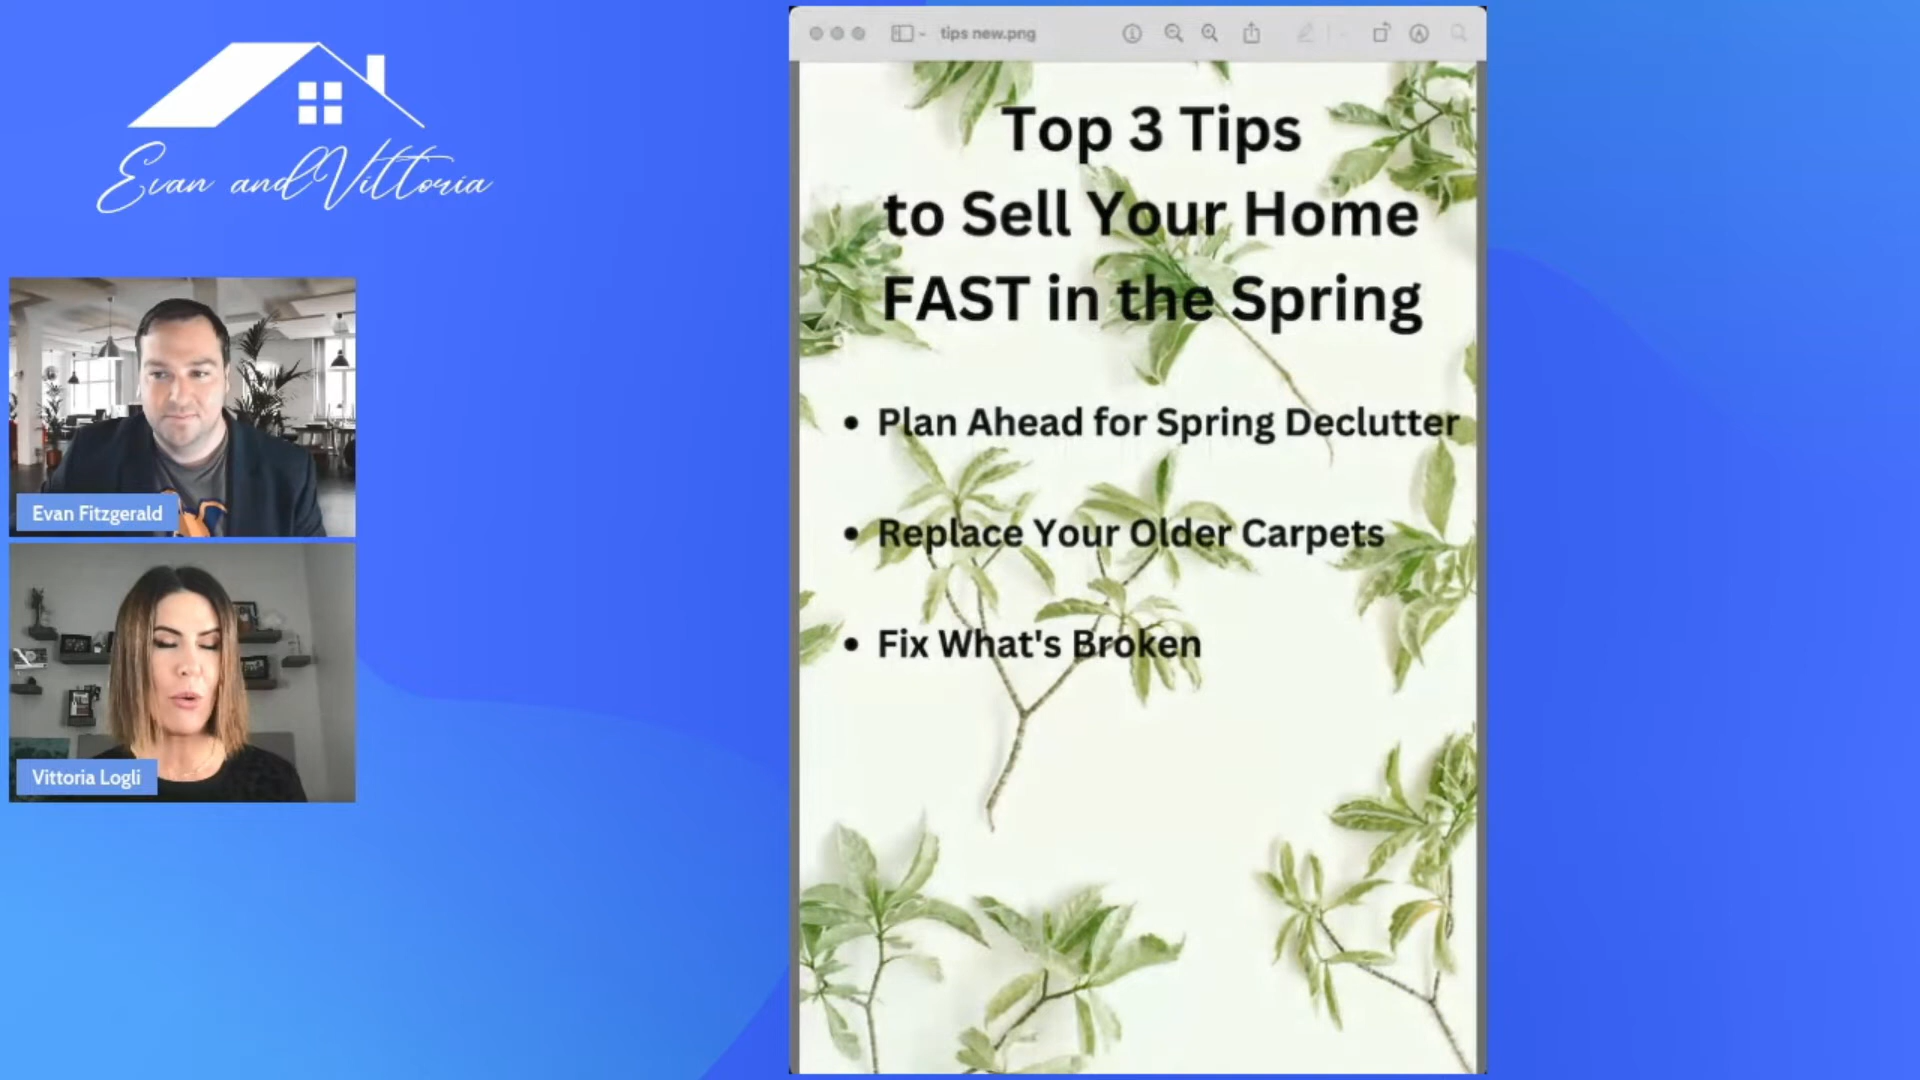 Evan and Vittoria
Evan Fitzgerald
Vittoria Logli
tips new.png
Top 3 Tips
to Sell Your Home
FAST in the Spring
• Plan Ahead for Spring Declutter
• Replace Your Older Carpets
• Fix What's Broken